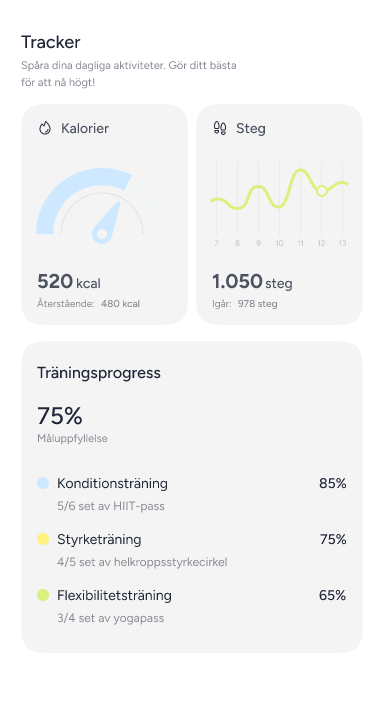 Tracker
Spåra dina dagliga aktiviteter. Gör ditt bästa
för att nå högt!
Kalorier
520 kcal
Återstående: 480 kcal
Steg
7 8 9 10 11 12 13
1.050 steg
Igår: 978 steg
Träningsprogress
75%
Måluppfyllelse
Konditionsträning 85%
5/6 set av HIIT-pass
Styrketräning 75%
4/5 set av helkroppsstyrkecirkel
Flexibilitetsträning 65%
3/4 set av yogapass